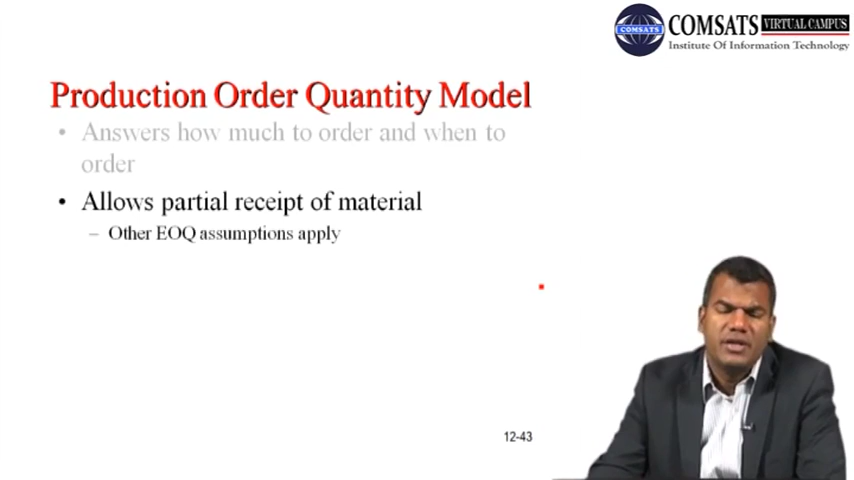 COMSATS VIRTUAL CAMPUS
COMSATS
Institute Of Information Technology
Production Order Quantity Model
• Answers how much to order and when to
order
• Allows partial receipt of material
– Other EOQ assumptions apply
12-43